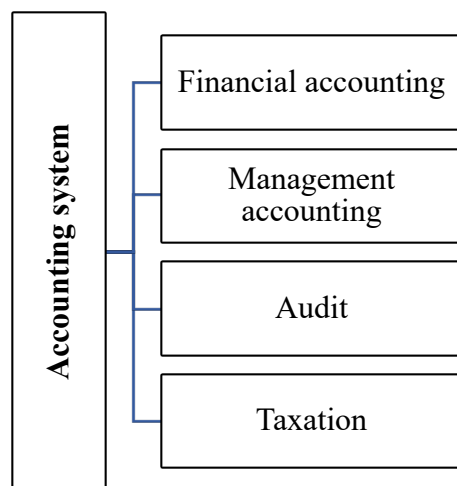 Accounting system
Financial accounting
Management
accounting
Audit
Taxation